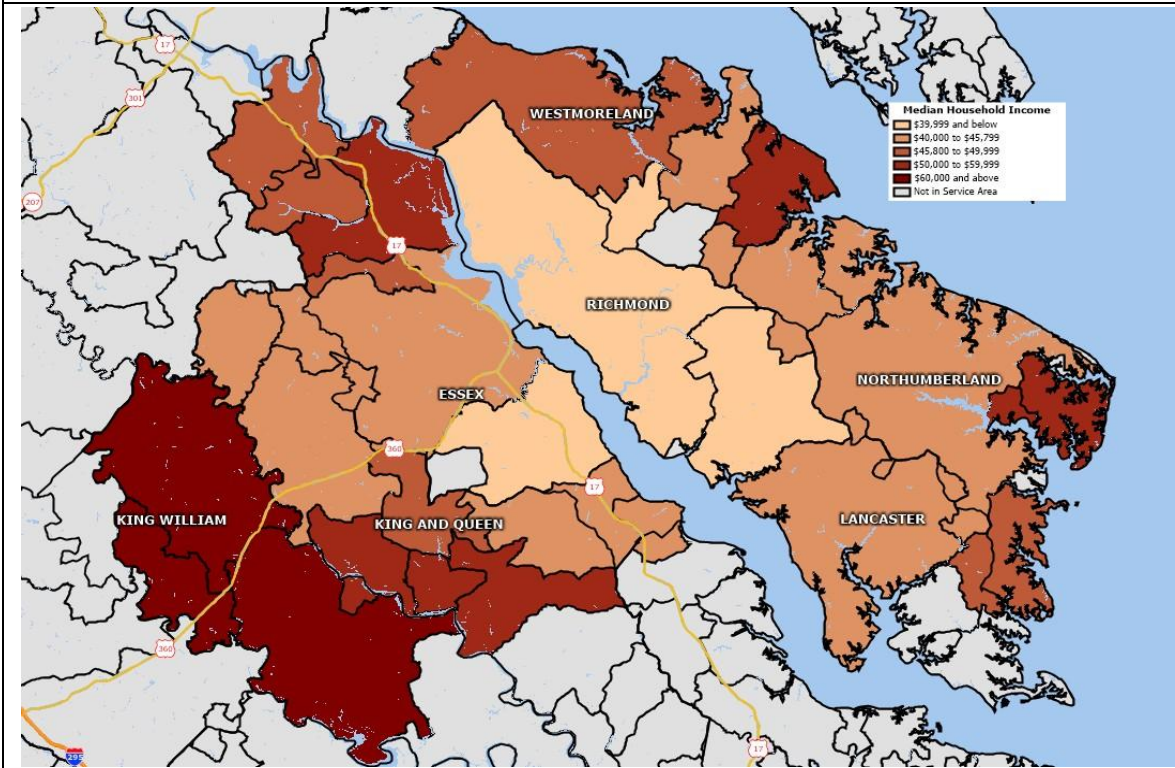 17
301
207
WESTMORELAND
Median Household Income
$39,999 and below
$40,000 to $45,799
$45,800 to $49,999
$50,000 to $59,999
$60,000 and above
Not in Service Area
17
RICHMOND
NORTHUMBERLAND
ESSEX
360
17
KING WILLIAM
KING AND QUEEN
LANCASTER
360
295
17